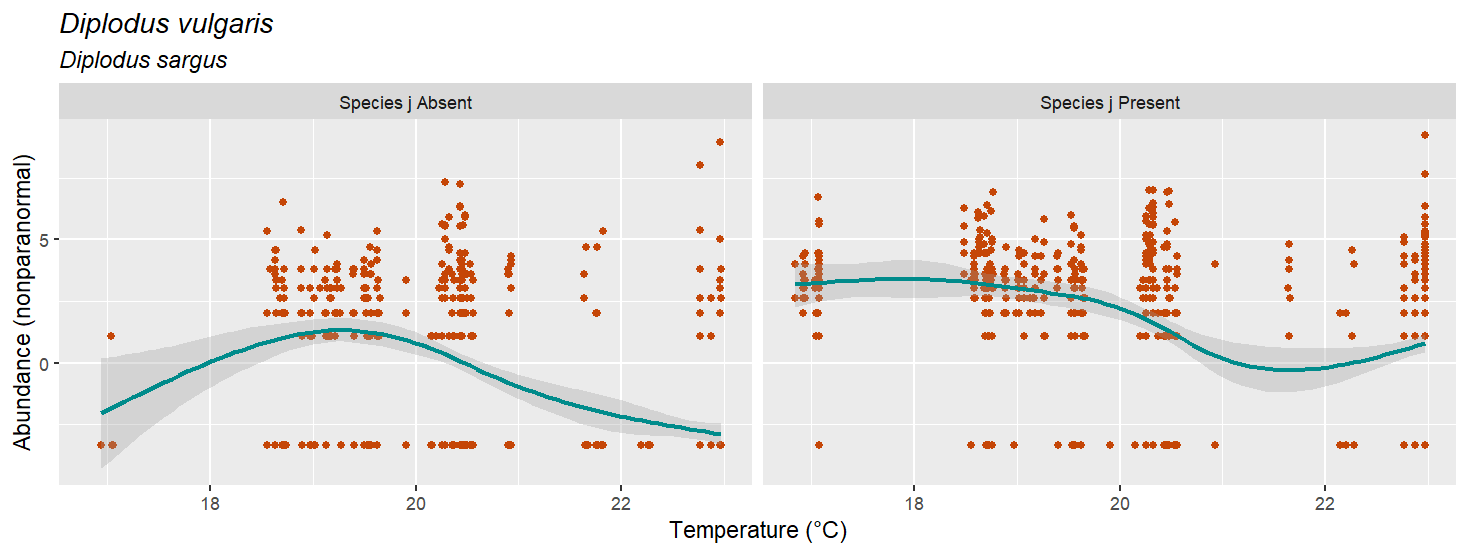 Diplodus vulgaris
Diplodus sargus
Species j Absent
Species j Present
Abundance (nonparanormal)
5
0
18
20
22
18
20
22
Temperature (°C)